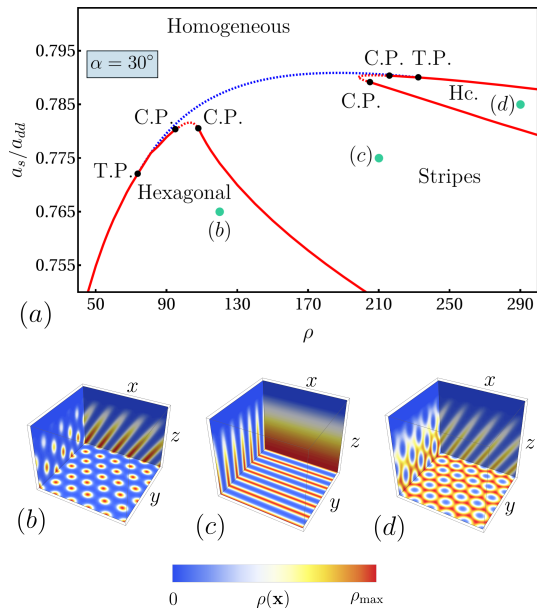 Homogeneous
0.795
α = 30°
C.P. T.P.
0.785
C.P.
C.P.
C.P.
Hc.
(d)
0.775
T.P.
(c)
a_s/a_dd
Hexagonal
Stripes
0.765
(b)
0.755
(a)
50 90 130 170 210 250 290
ρ
x
x
x
z
z
z
y
y
y
(b)
(c)
(d)
0 ρ(x) ρ_max